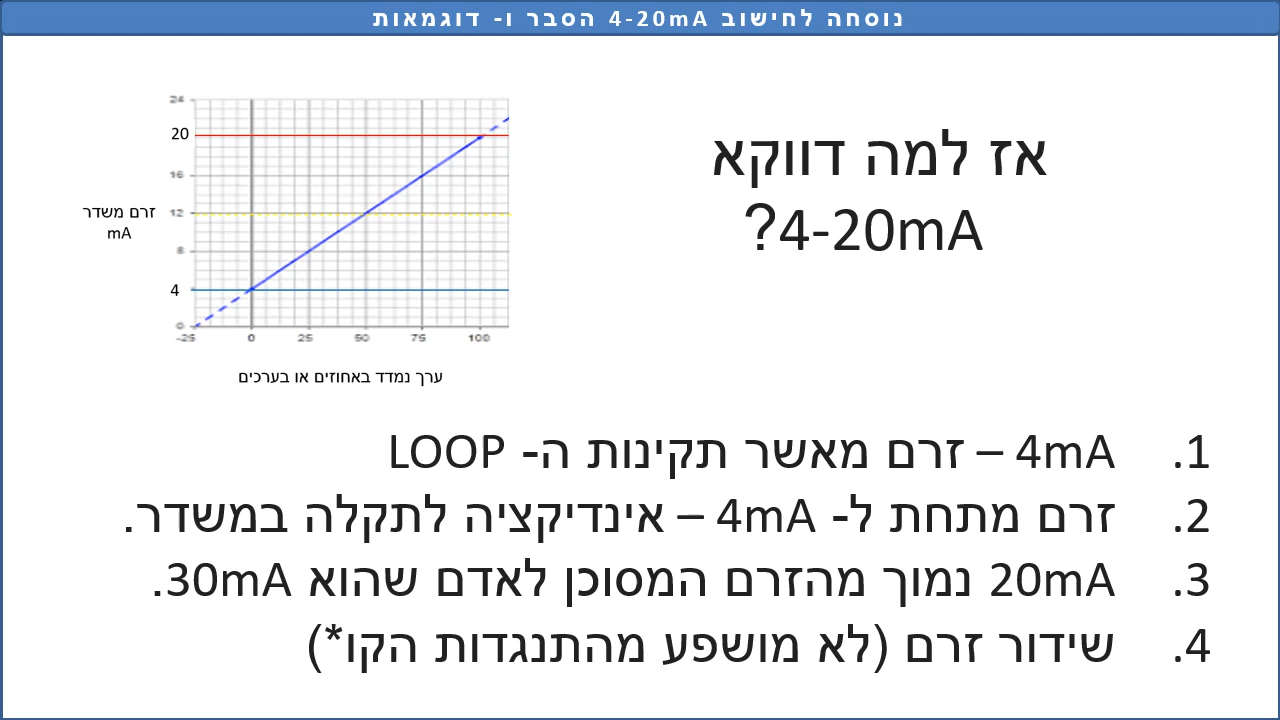 נוסחה לחישוב 4-20mA הסבר ו- דוגמאות
אז למה דווקא
4-20mA?
24
20
16
12
8
4
0
זרם משדר
mA
-25 0 25 50 75 100
ערך נמדד באחוזים או בערכים
1. 4mA – זרם מאשר תקינות ה- LOOP
2. זרם מתחת ל- 4mA – אינדיקציה לתקלה במשדר.
3. 20mA נמוך מהזרם המסוכן לאדם שהוא 30mA.
4. שידור זרם (לא מושפע מהתנגדות הקו*)